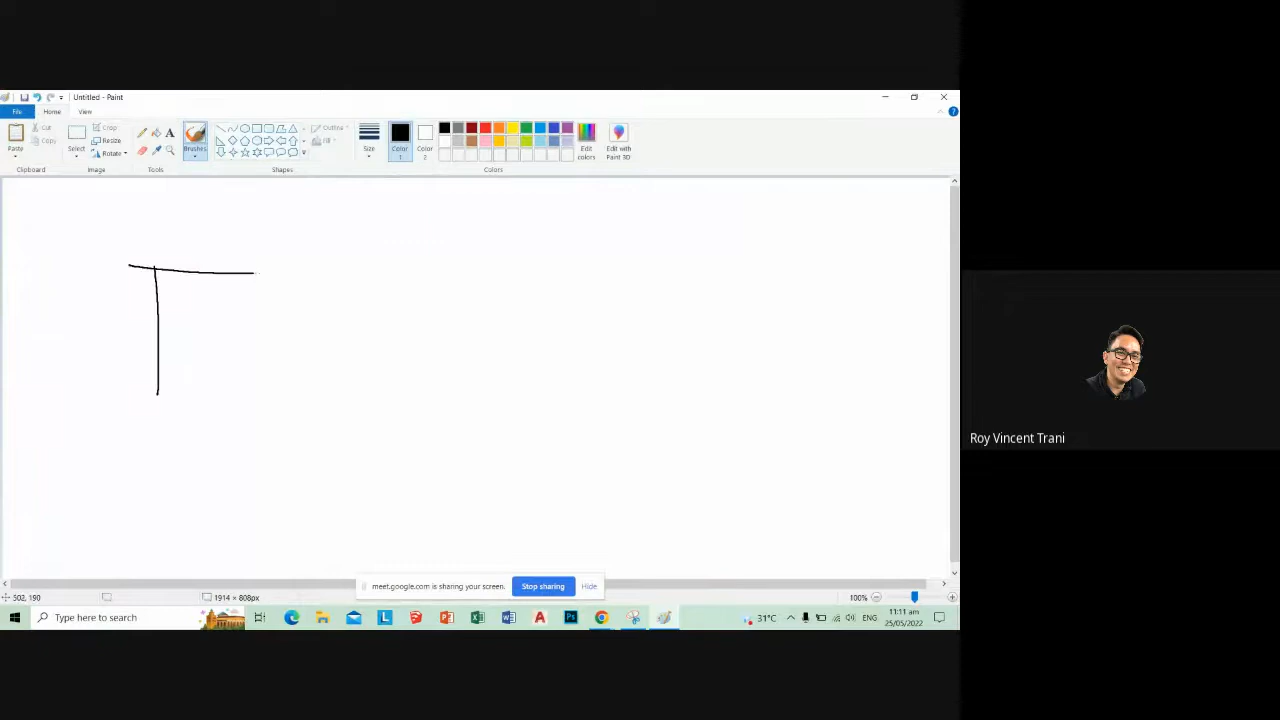 Untitled - Paint
File Home View
Cut
Copy
Paste
Clipboard
Select
Crop
Resize
Rotate
Image
A
Tools
Brushes
Outline
Fill
Shapes
Size
Color 1
Color 2
Edit colors
Edit with Paint 3D
Colors
T
Roy Vincent Trani
meet.google.com is sharing your screen. Stop sharing Hide
502, 190
1914 × 808px
100%
Type here to search
31°C
ENG
11:11 am
25/05/2022